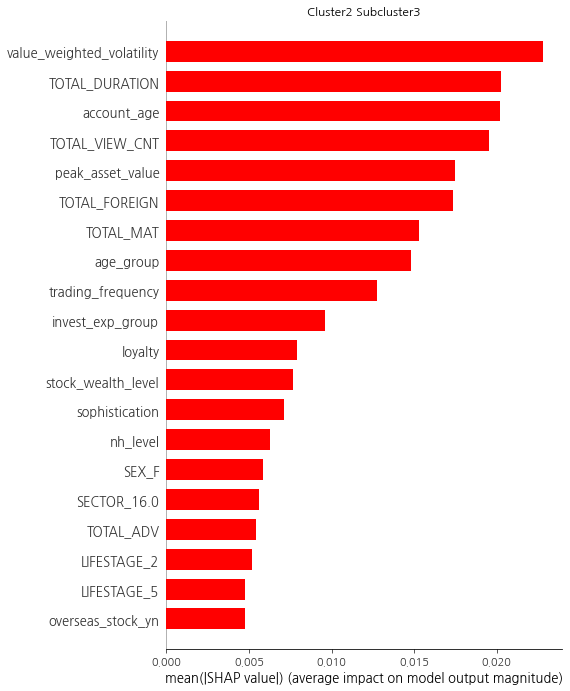 Cluster2 Subcluster3
value_weighted_volatility
TOTAL_DURATION
account_age
TOTAL_VIEW_CNT
peak_asset_value
TOTAL_FOREIGN
TOTAL_MAT
age_group
trading_frequency
invest_exp_group
loyalty
stock_wealth_level
sophistication
nh_level
SEX_F
SECTOR_16.0
TOTAL_ADV
LIFESTAGE_2
LIFESTAGE_5
overseas_stock_yn
0.000 0.005 0.010 0.015 0.020
mean(|SHAP value|) (average impact on model output magnitude)